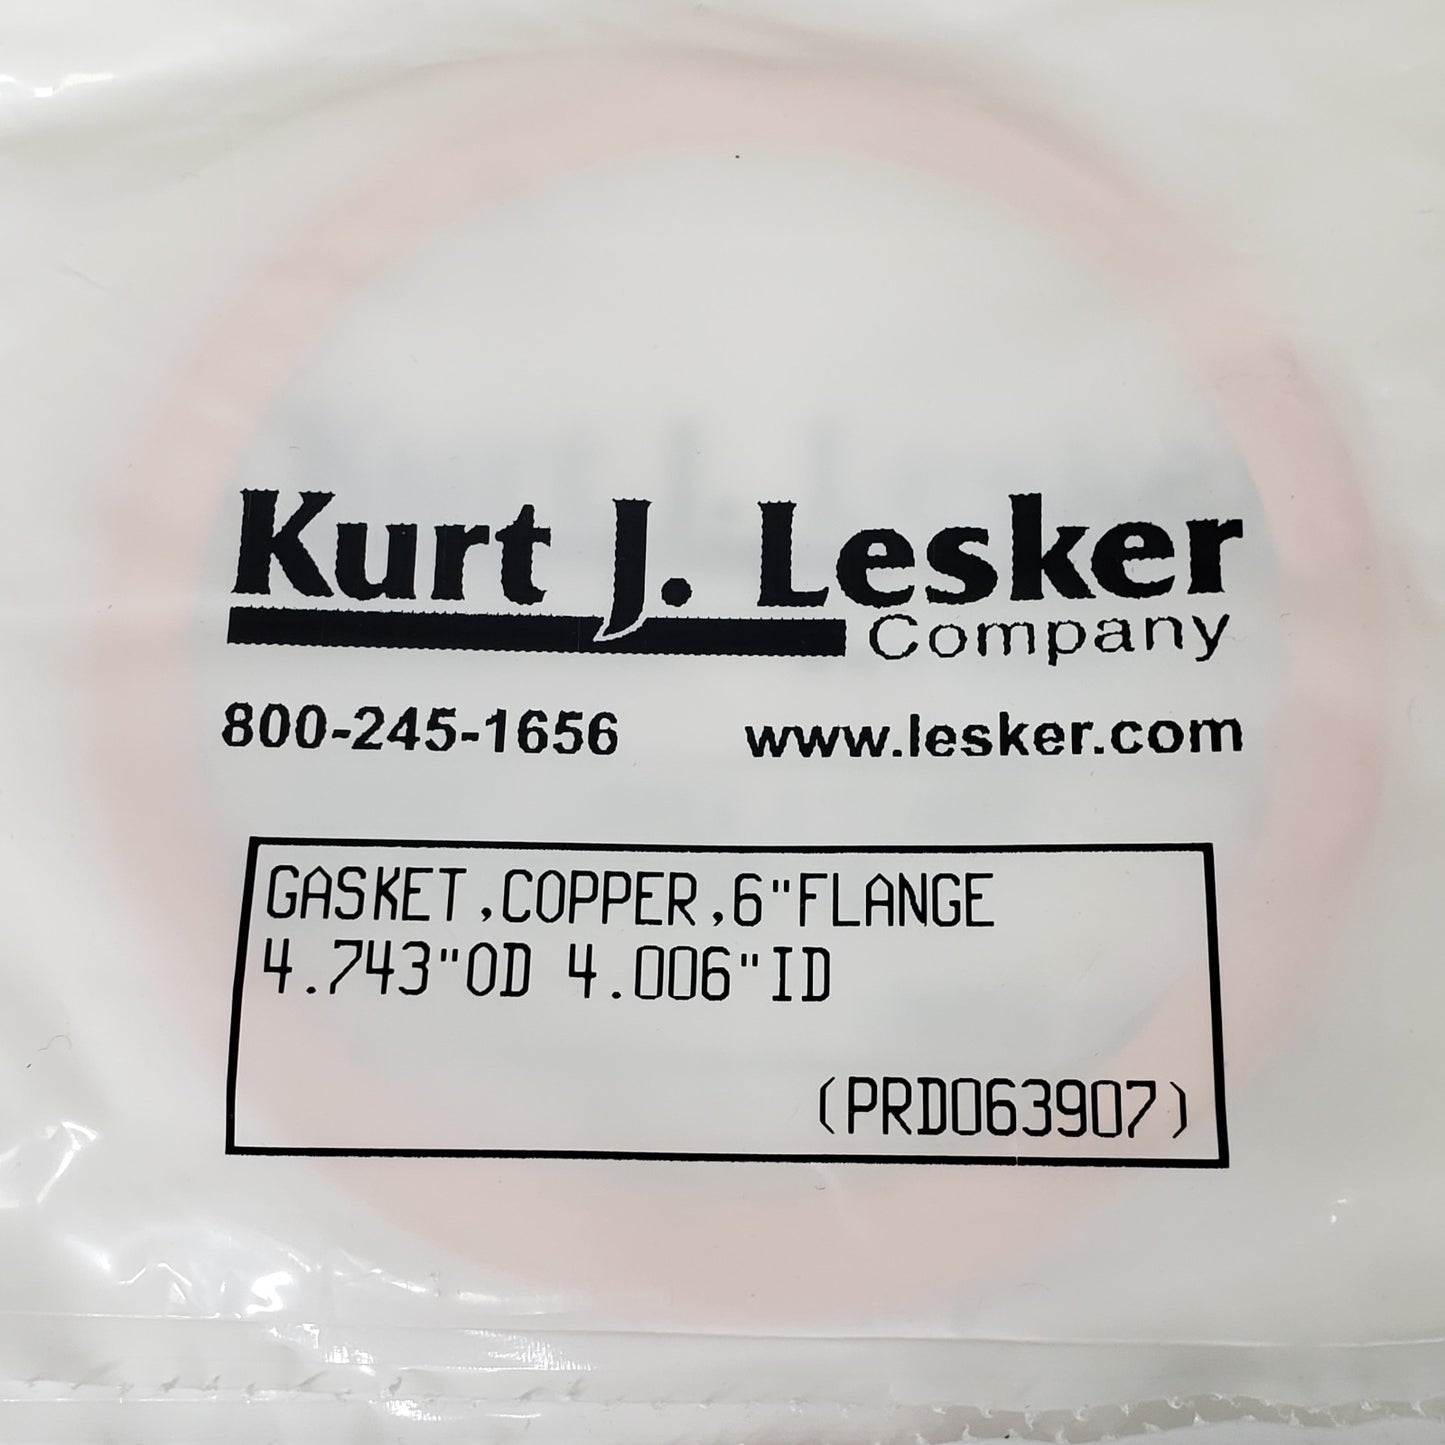 Kurt J. Lesker
Company
800-245-1656 www.lesker.com
GASKET,COPPER,6"FLANGE
4.743"OD 4.006"ID
(PRD063907)